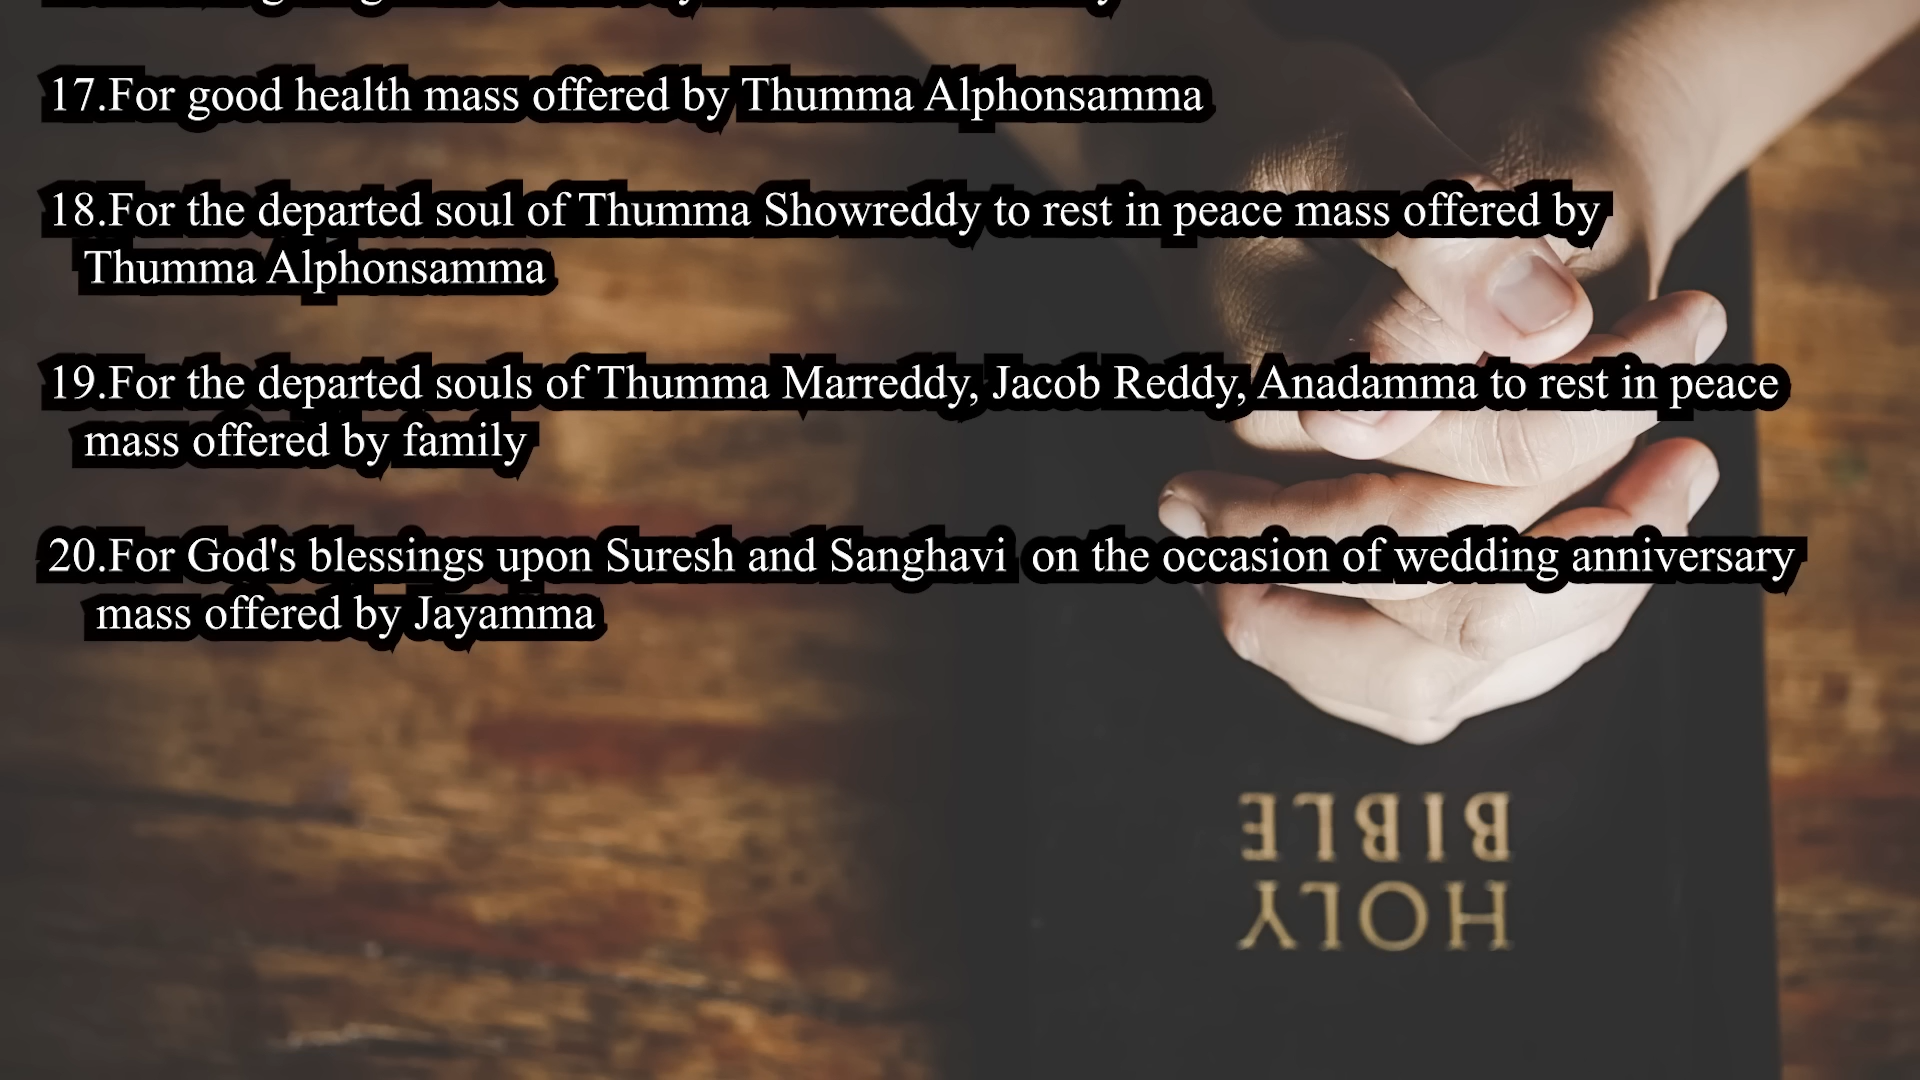 17.For good health mass offered by Thumma Alphonsamma
18.For the departed soul of Thumma Showreddy to rest in peace mass offered by
Thumma Alphonsamma
19.For the departed souls of Thumma Marreddy, Jacob Reddy, Anadamma to rest in peace
mass offered by family
20.For God's blessings upon Suresh and Sanghavi on the occasion of wedding anniversary
mass offered by Jayamma
HOLY
BIBLE